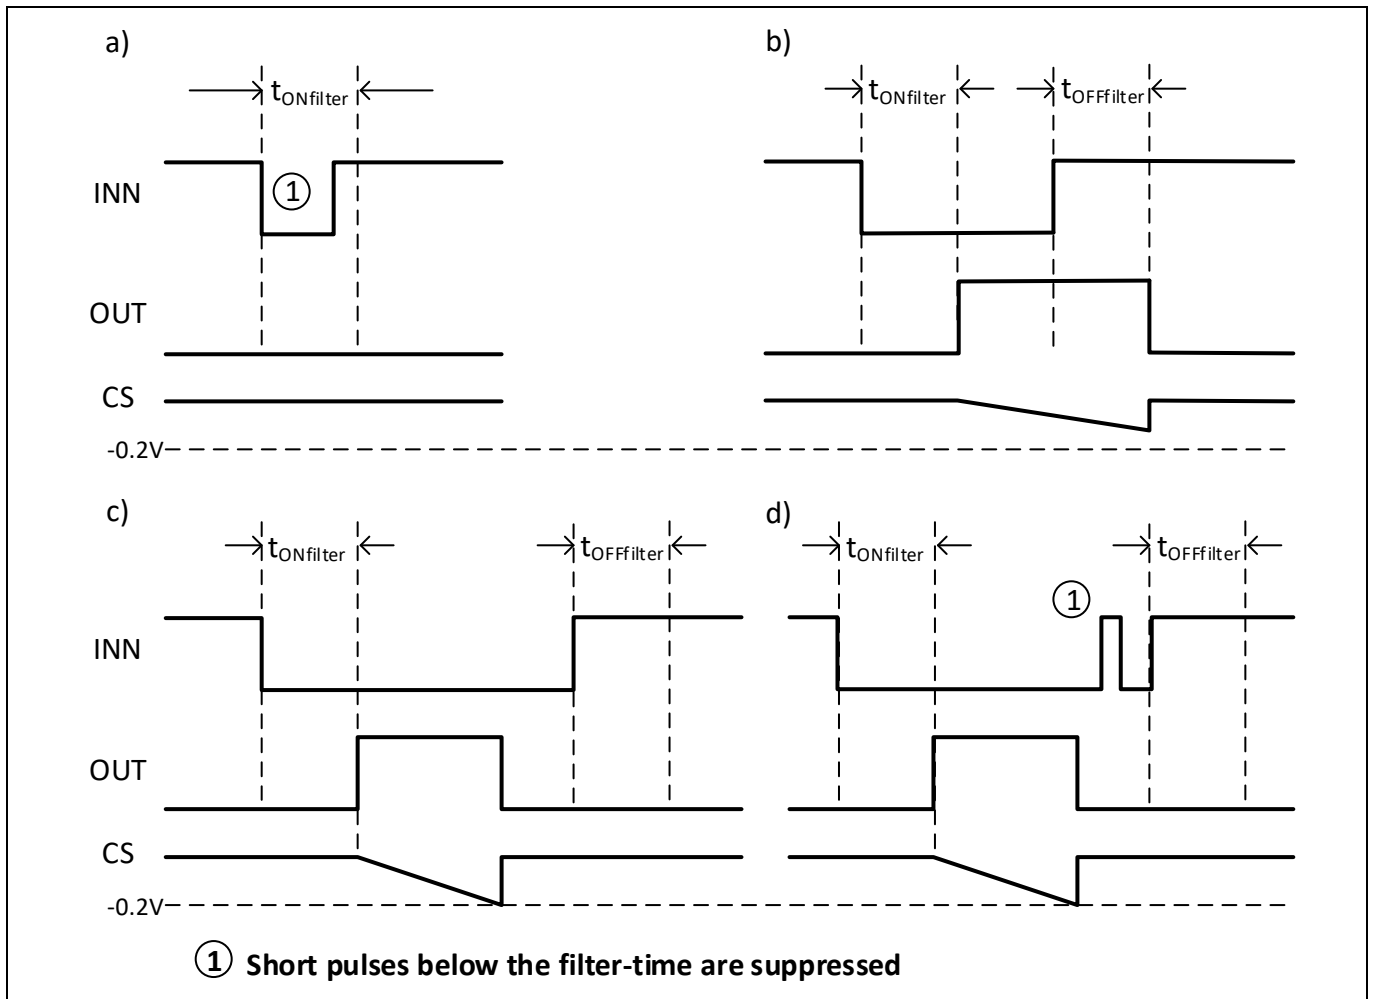 a)
b)
tONfilter
tONfilter
tOFFfilter
INN
1
OUT
CS
-0.2V
c)
d)
tONfilter
tOFFfilter
tONfilter
tOFFfilter
1
INN
OUT
CS
-0.2V
1 Short pulses below the filter-time are suppressed